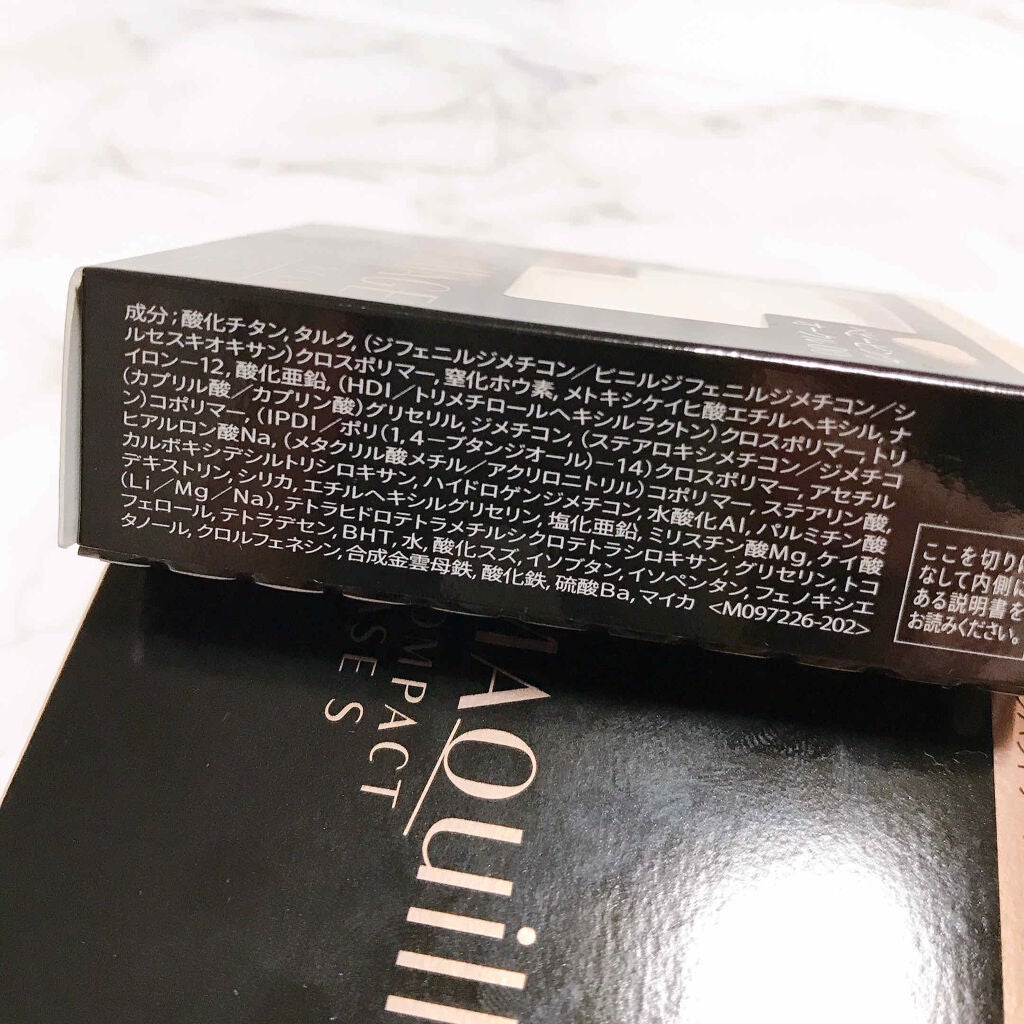 成分;酸化チタン,タルク,(ジフェニルジメチコン/ビニルジフェニルジメチコン/シ
ルセスキオキサン)クロスポリマー,窒化ホウ素,メトキシケイヒ酸エチルヘキシル,ナ
イロン-12,酸化亜鉛,(HDI/トリメチロールヘキシルラクトン)クロスポリマー,トリ
(カプリル酸/カプリン酸)グリセリル,ジメチコン,(ステアロキシメチコン/ジメチコ
ン)コポリマー,(IPDI/ポリ(1,4-ブタンジオール)-14)クロスポリマー,アセチル
ヒアルロン酸Na,(メタクリル酸メチル/アクリロニトリル)コポリマー,ステアリン酸,
カルボキシデシルトリシロキサン,ハイドロゲンジメチコン,水酸化Al,パルミチン酸
デキストリン,シリカ,エチルヘキシルグリセリン,塩化亜鉛,ミリスチン酸Mg,ケイ酸
(Li/Mg/Na),テトラヒドロテトラメチルシクロテトラシロキサン,グリセリン,トコ
フェロール,テトラデセン,BHT,水,酸化スズ,イソブタン,イソペンタン,フェノキシエ
タノール,クロルフェネシン,合成金雲母鉄,酸化鉄,硫酸Ba,マイカ <M097226-202>
ここを切りは
なして内側に
ある説明書を
お読みください。
MAQuill
COMPACT
SE S